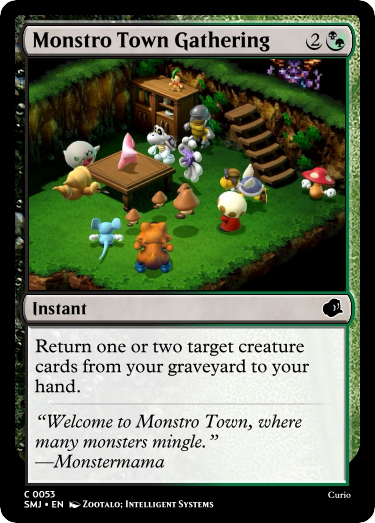 Monstro Town Gathering 2
Instant
Return one or two target creature
cards from your graveyard to your
hand.
“Welcome to Monstro Town, where
many monsters mingle.”
—Monstermama
C 0053
SMJ • EN Zootalo; Intelligent Systems
Curio